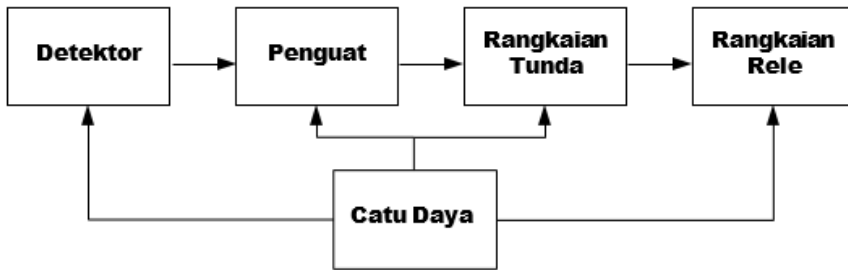 Detektor
Penguat
Rangkaian
Tunda
Rangkaian
Rele
Catu Daya